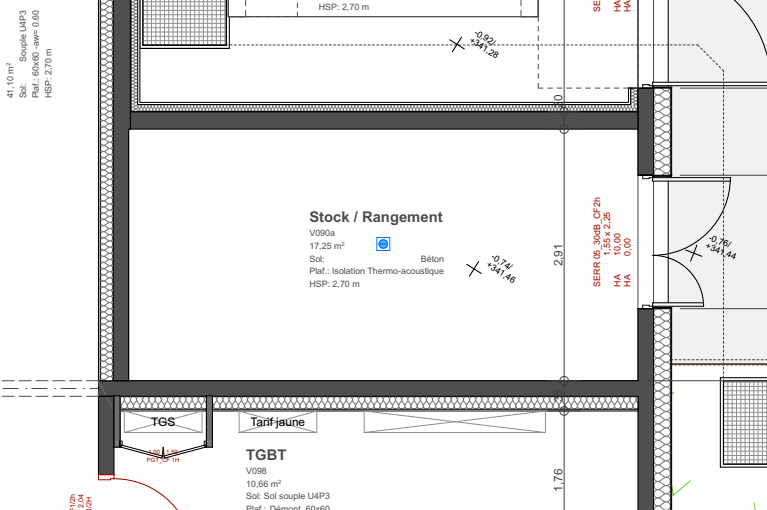 HSP: 2,70 m
41,10 m²
Sol: Souple U4P3
Plaf.: 60x60 -aw= 0.60
HSP: 2,70 m
-0,92/
+341,28
Stock / Rangement
V090a
17,25 m²
Sol: Béton
Plaf.: Isolation Thermo-acoustique
HSP: 2,70 m
-0,74/
+341,46
2,91
SERR 05_30dB_CF2h
1,55 x 2,25
HA 10,00
HA 0,00
-0,76/
+341,44
TGS
Tarif jaune
TGBT
V098
10,66 m²
Sol: Sol souple U4P3
Plaf.: Démont. 60x60
1,76
2,04